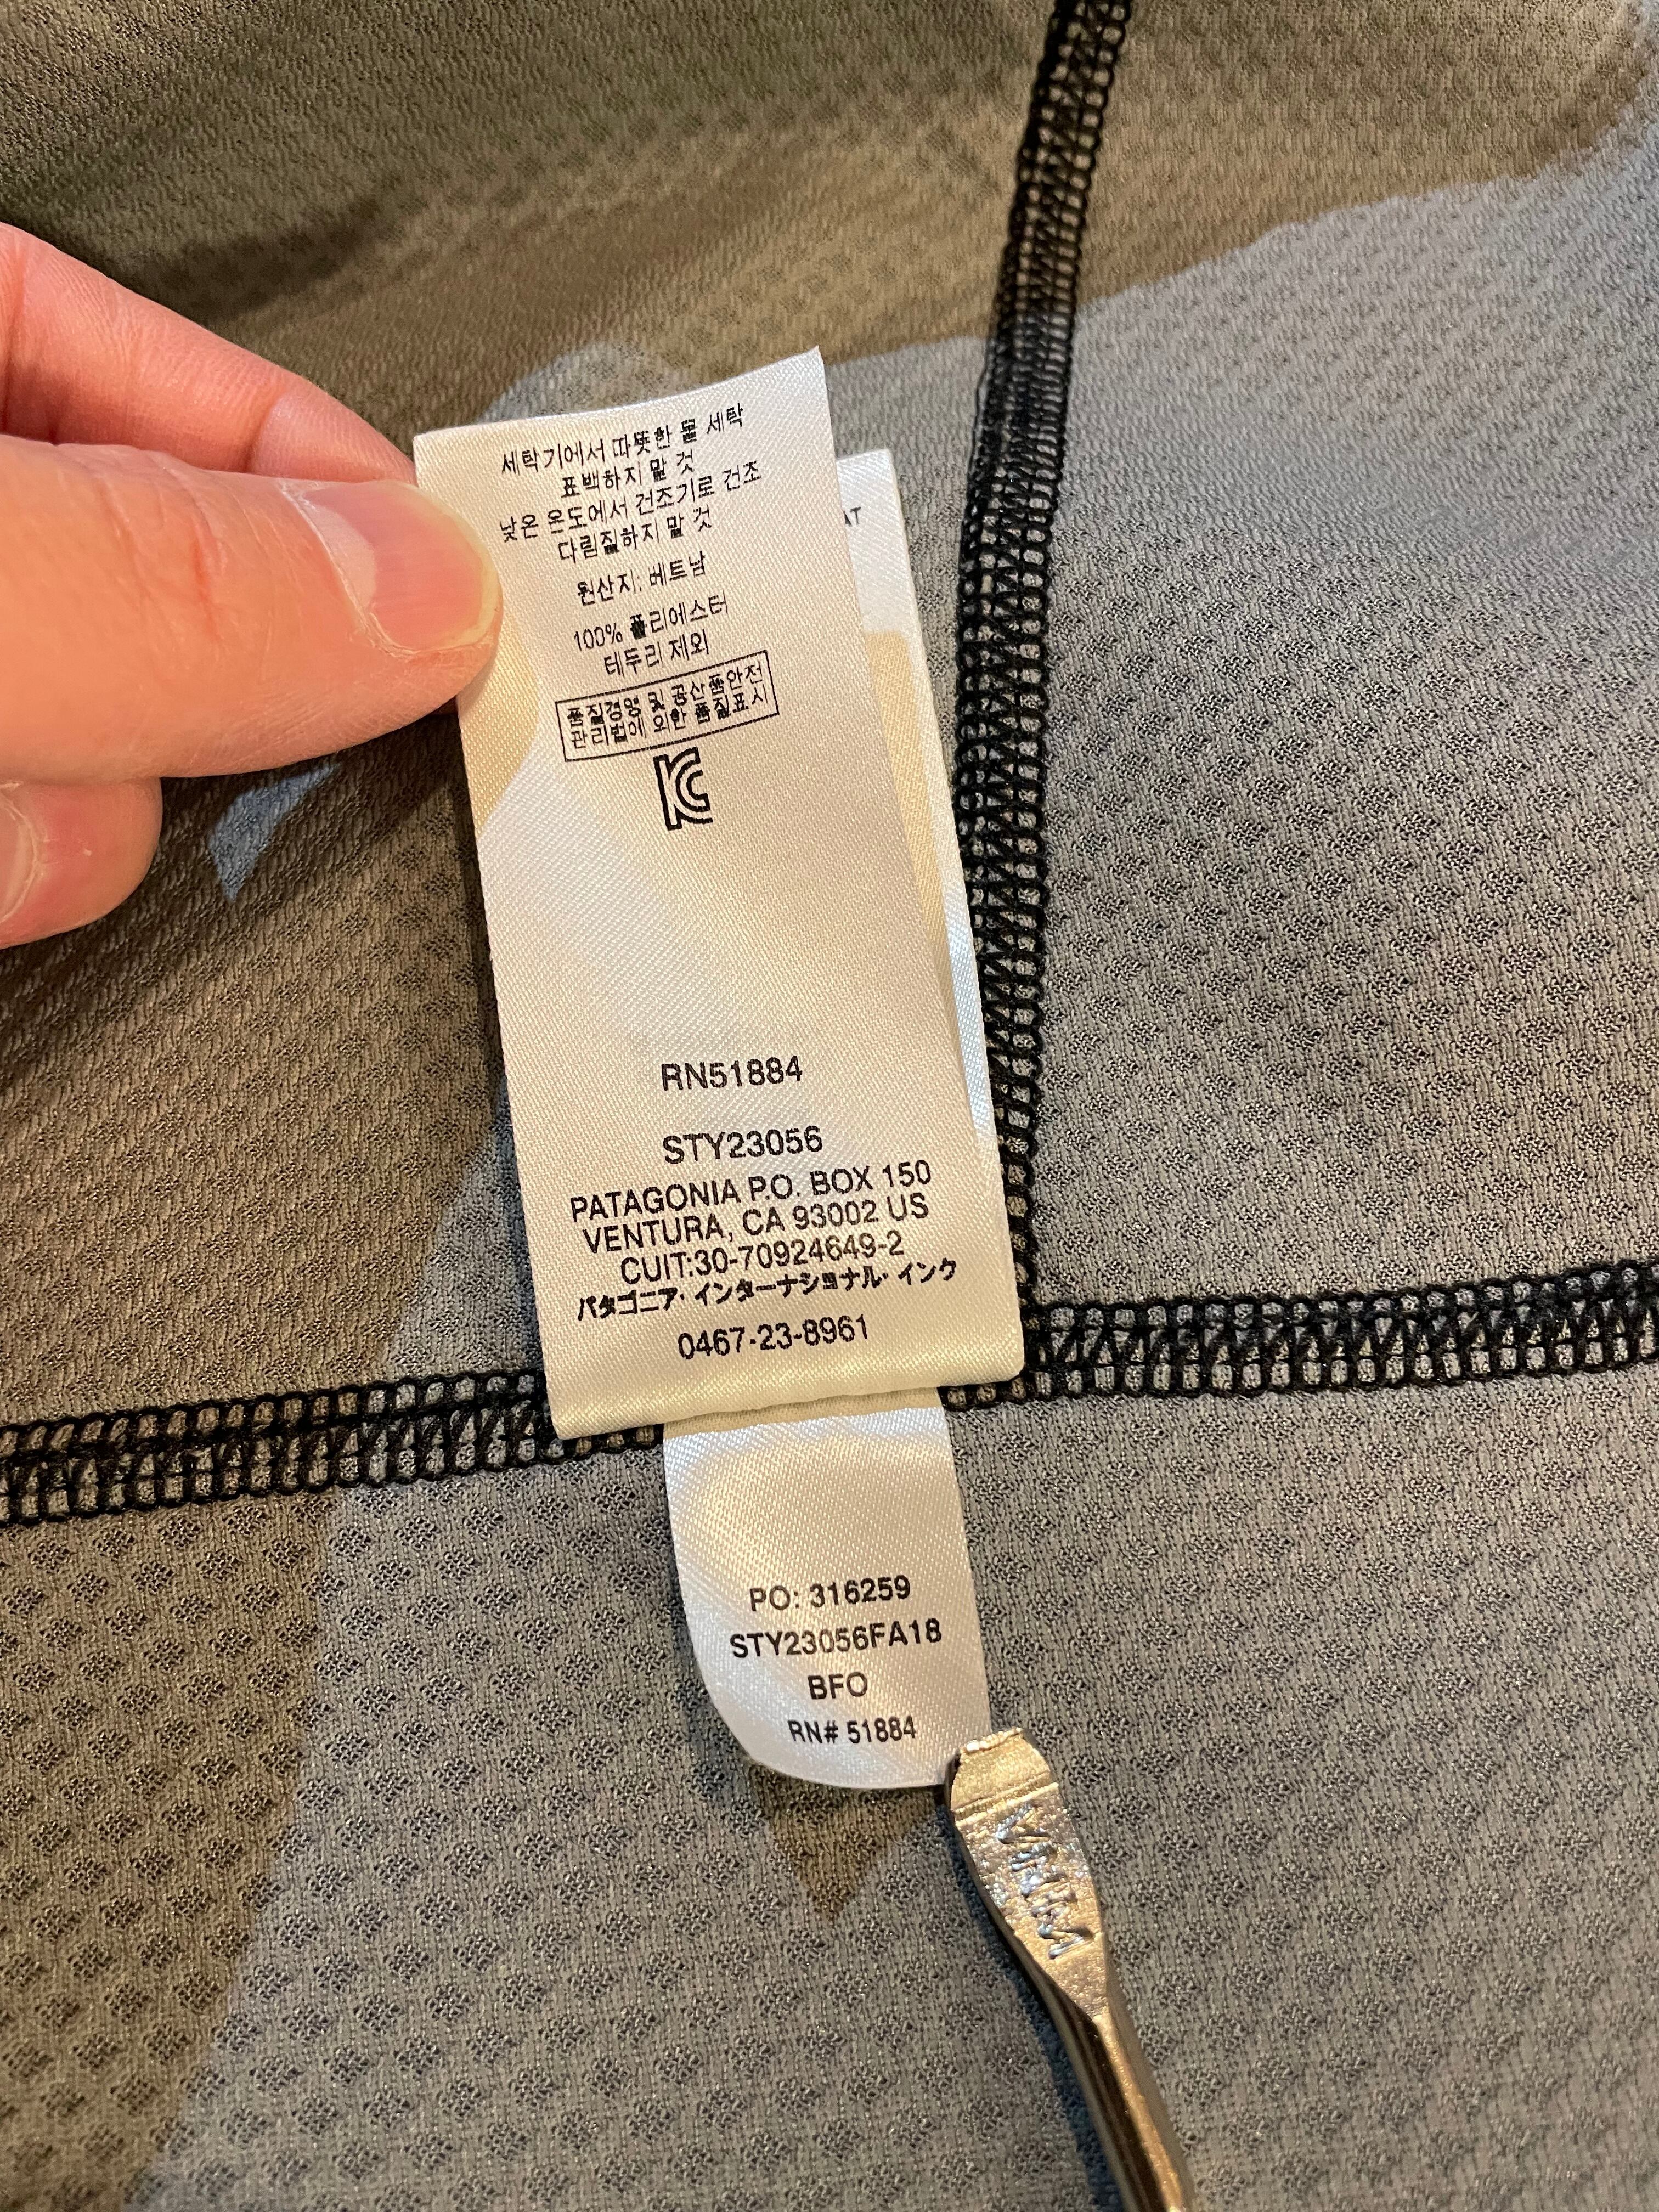 세탁기에서 따뜻한 물 세탁
표백하지 말 것
낮은 온도에서 건조기로 건조
다림질하지 말 것
원산지: 베트남
100% 폴리에스터
테두리 제외
품질경영 및 공산품안전
관리법에 의한 품질표시
KC
RN51884
STY23056
PATAGONIA P.O. BOX 150
VENTURA, CA 93002 US
CUIT:30-70924649-2
パタゴニア・インターナショナル・インク
0467-23-8961
PO: 316259
STY23056FA18
BFO
RN# 51884